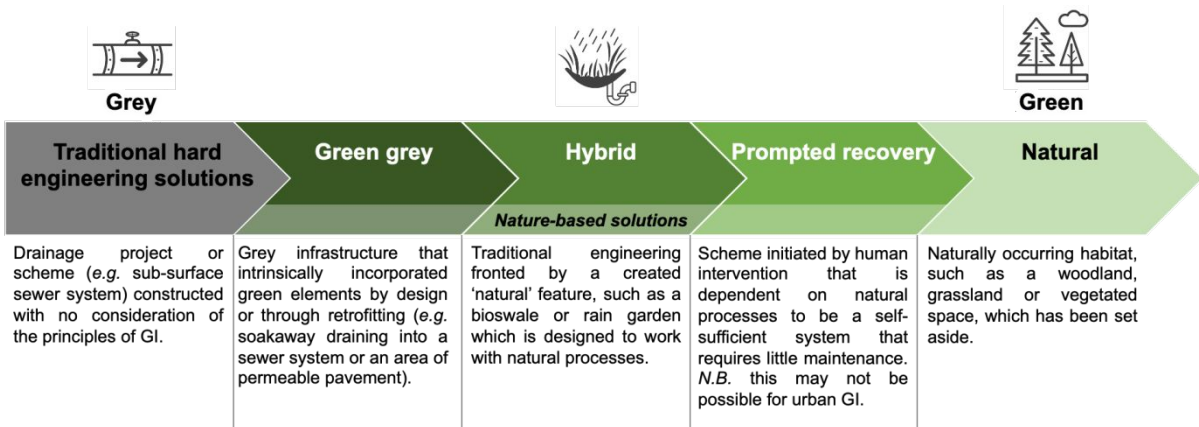 Grey
Green
Traditional hard
engineering solutions
Green grey
Hybrid
Prompted recovery
Natural
Nature-based solutions
Drainage project or
scheme (e.g. sub-surface
sewer system) constructed
with no consideration of
the principles of GI.
Grey infrastructure that
intrinsically incorporated
green elements by design
or through retrofitting (e.g.
soakaway draining into a
sewer system or an area of
permeable pavement).
Traditional engineering
fronted by a created
‘natural’ feature, such as a
bioswale or rain garden
which is designed to work
with natural processes.
Scheme initiated by human
intervention that is
dependent on natural
processes to be a self-
sufficient system that
requires little maintenance.
N.B. this may not be
possible for urban GI.
Naturally occurring habitat,
such as a woodland,
grassland or vegetated
space, which has been set
aside.